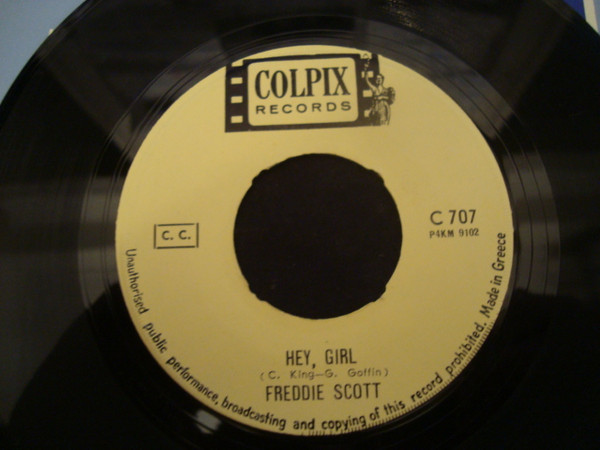 COLPIX
RECORDS
C. C.
C 707
P4KM 9102
HEY, GIRL
(C. King—G. Goffin)
FREDDIE SCOTT
Unauthorised public performance, broadcasting and copying of this record prohibited. Made in Greece